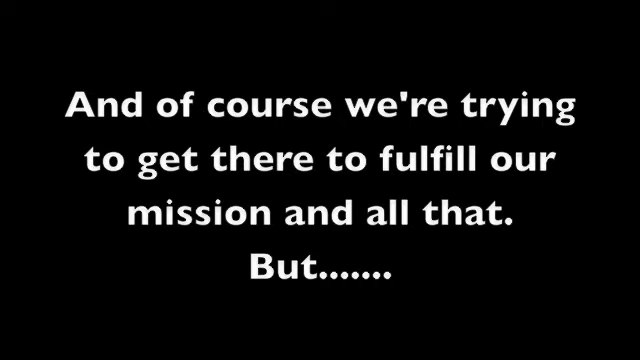 And of course we're trying
to get there to fulfill our
mission and all that.
But.......